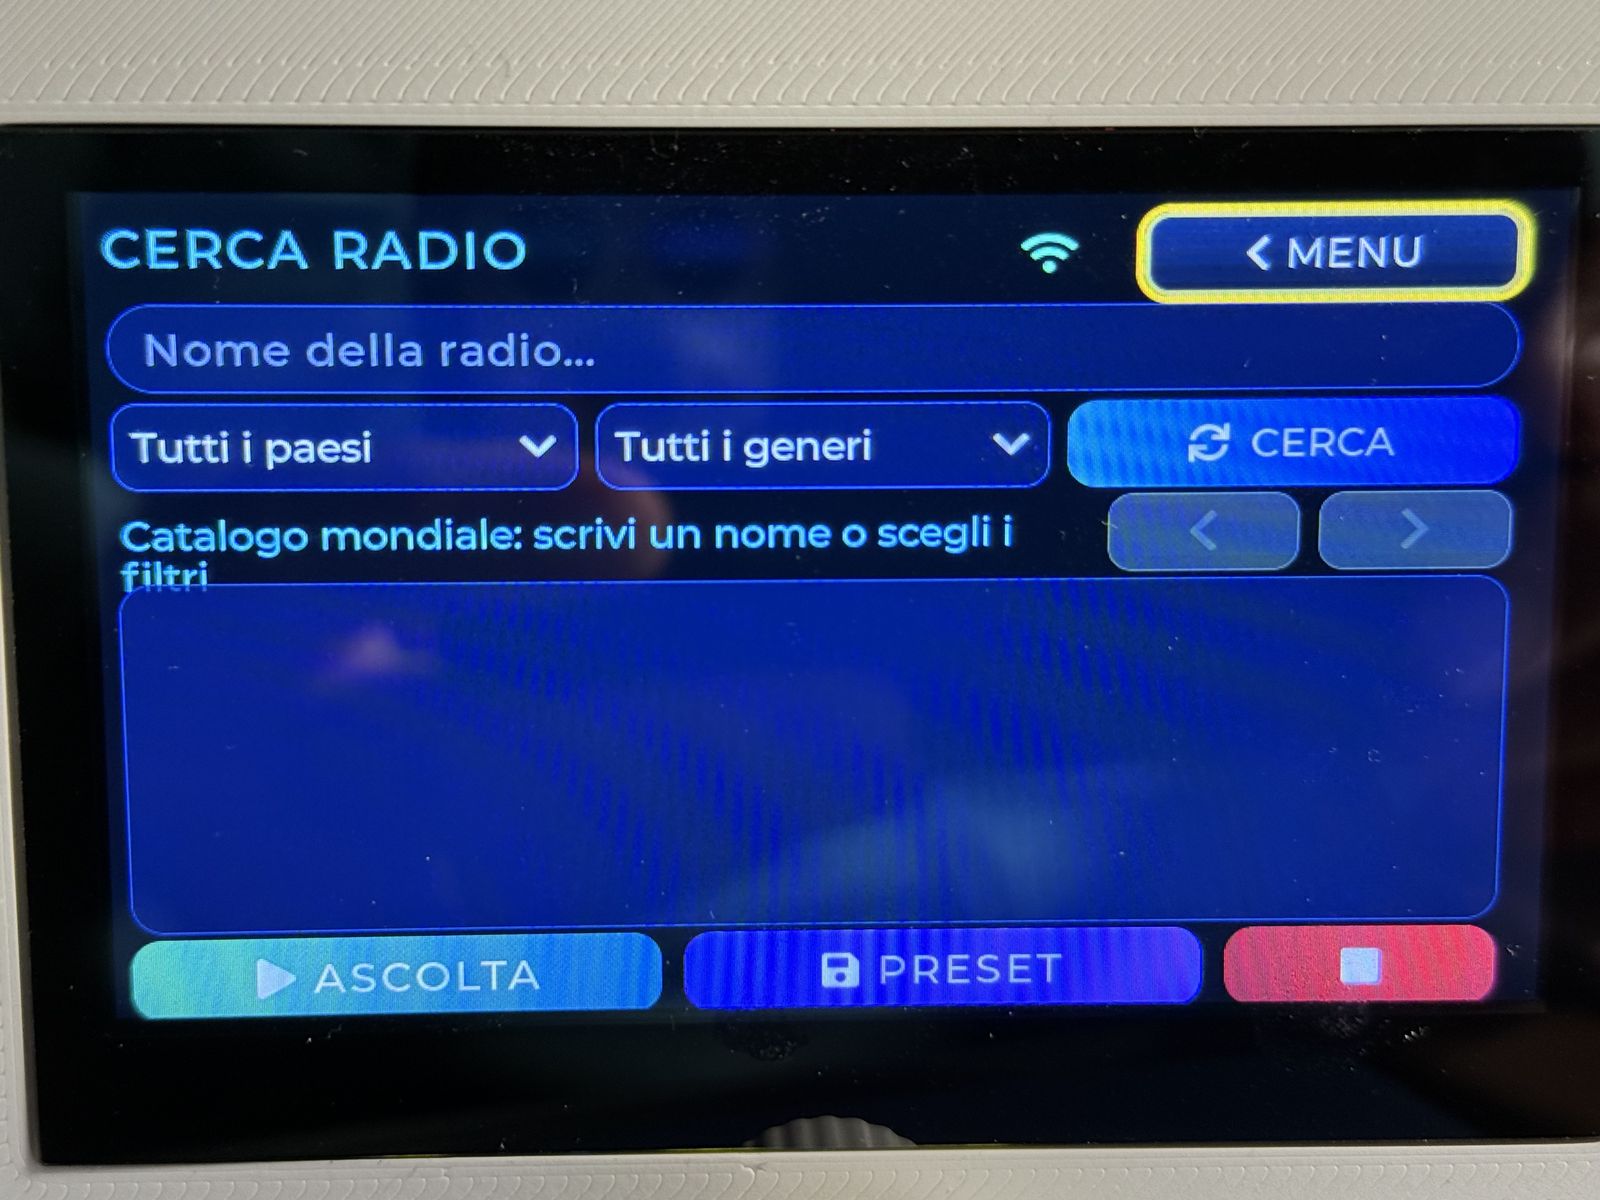 CERCA RADIO
MENU
Nome della radio...
Tutti i paesi
Tutti i generi
CERCA
Catalogo mondiale: scrivi un nome o scegli i
filtri
ASCOLTA
PRESET